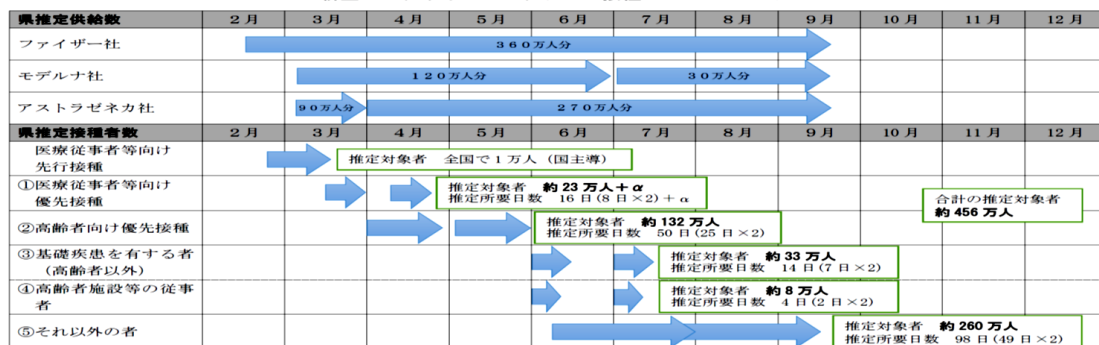 県推定供給数 2月 3月 4月 5月 6月 7月 8月 9月 10月 11月 12月
ファイザー社 360万人分
モデルナ社 120万人分 30万人分
アストラゼネカ社 90万人分 270万人分
県推定接種者数 2月 3月 4月 5月 6月 7月 8月 9月 10月 11月 12月
医療従事者等向け
先行接種
推定対象者 全国で1万人(国主導)
①医療従事者等向け
優先接種
推定対象者 約23万人+α
推定所要日数 16日(8日×2)+α
合計の推定対象者
約456万人
②高齢者向け優先接種
推定対象者 約132万人
推定所要日数 50日(25日×2)
③基礎疾患を有する者
(高齢者以外)
推定対象者 約33万人
推定所要日数 14日(7日×2)
④高齢者施設等の従事
者
推定対象者 約8万人
推定所要日数 4日(2日×2)
⑤それ以外の者
推定対象者 約260万人
推定所要日数 98日(49日×2)